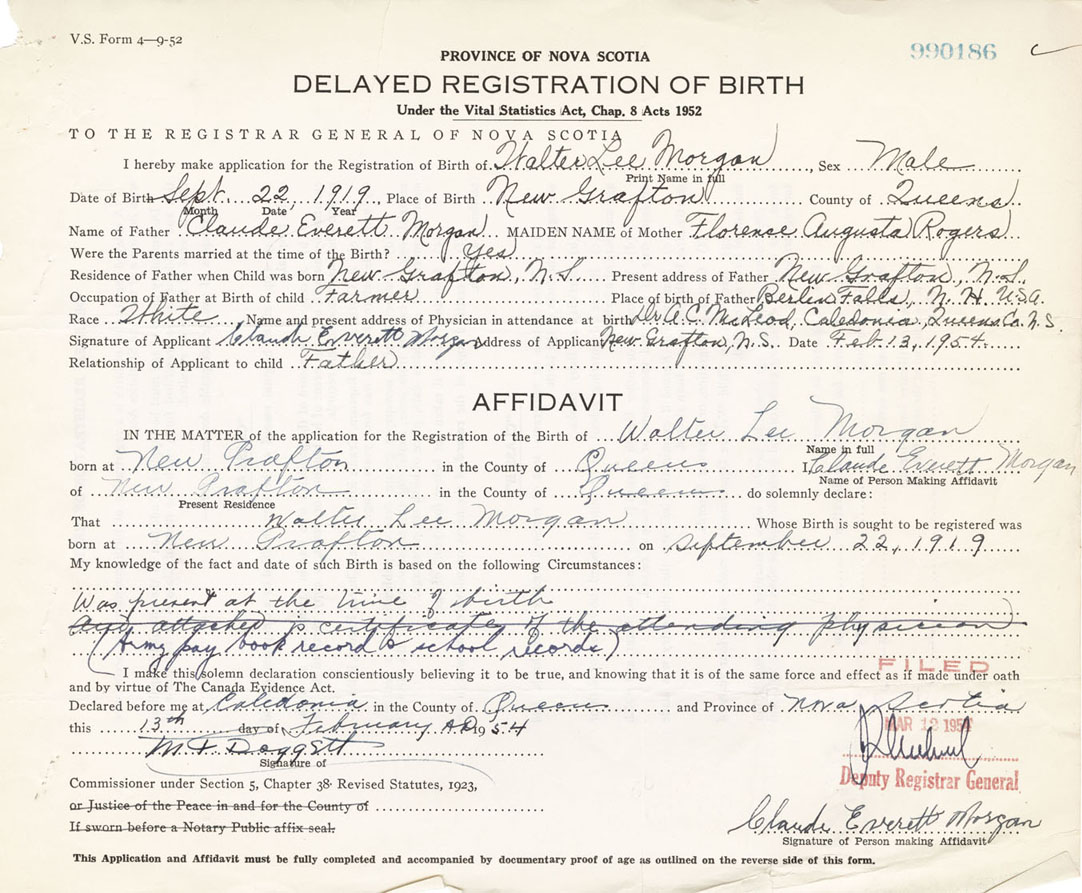 V.S. Form 4—9-52
990186
PROVINCE OF NOVA SCOTIA
DELAYED REGISTRATION OF BIRTH
Under the Vital Statistics Act, Chap. 8 Acts 1952
TO THE REGISTRAR GENERAL OF NOVA SCOTIA
I hereby make application for the Registration of Birth of Walter Lee Morgan, Sex Male
Print Name in full
Date of Birth Sept. 22, 1919, Place of Birth New Grafton County of Queens
Month Date Year
Name of Father Claude Everett Morgan MAIDEN NAME of Mother Florence Augusta Rogers
Were the Parents married at the time of the Birth? Yes
Residence of Father when Child was born New Grafton, N.S. Present address of Father New Grafton, N.S.
Occupation of Father at Birth of child Farmer Place of birth of Father Berlin Falls, N.H. U.S.A.
Race White Name and present address of Physician in attendance at birth Dr A.C. McLeod, Caledonia, Queens Co. N.S.
Signature of Applicant Claude Everett Morgan Address of Applicant New Grafton, N.S. Date Feb. 13, 1954
Relationship of Applicant to child Father
AFFIDAVIT
IN THE MATTER of the application for the Registration of the Birth of Walter Lee Morgan
Name in full
born at New Grafton in the County of Queens I Claude Everett Morgan
Name of Person Making Affidavit
of New Grafton in the County of Queens do solemnly declare:
Present Residence
That Walter Lee Morgan Whose Birth is sought to be registered was
born at New Grafton on September 22, 1919
My knowledge of the fact and date of such Birth is based on the following Circumstances:
Was present at the time of birth
And attached is certificate of the attending physician
(Army pay book record & school records)
I make this solemn declaration conscientiously believing it to be true, and knowing that it is of the same force and effect as if made under oath
and by virtue of The Canada Evidence Act.
FILED
Declared before me at Caledonia in the County of Queens and Province of Nova Scotia
this 13th day of February A.D. 1954
MAR 12 1954
M F Doggett
Signature of
Deputy Registrar General
Commissioner under Section 5, Chapter 38 Revised Statutes, 1923,
or Justice of the Peace in and for the County of
If sworn before a Notary Public affix seal.
Claude Everett Morgan
Signature of Person making Affidavit
This Application and Affidavit must be fully completed and accompanied by documentary proof of age as outlined on the reverse side of this form.